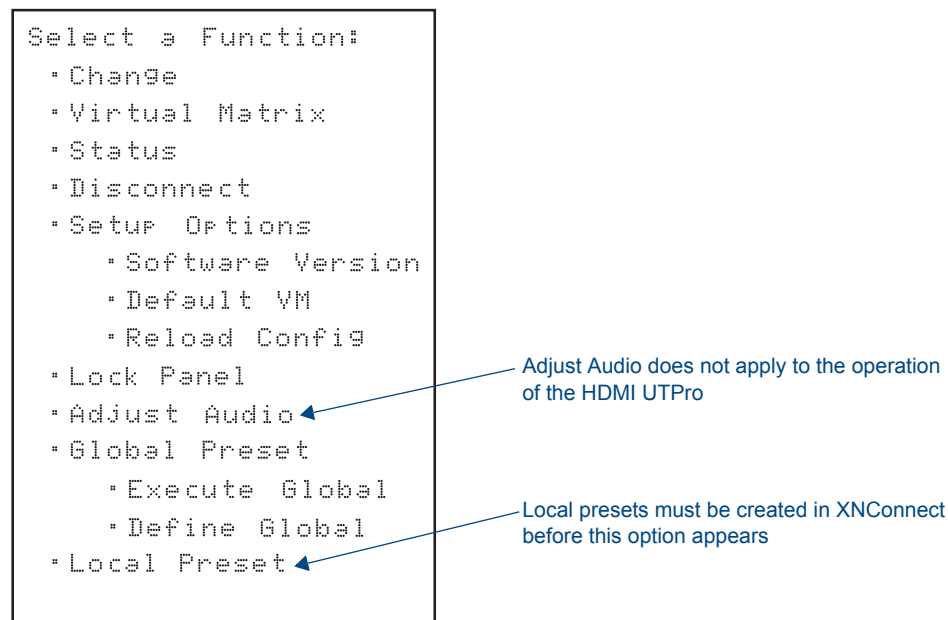 Select a Function:
▪Change
▪Virtual Matrix
▪Status
▪Disconnect
▪Setup Options
▪Software Version
▪Default VM
▪Reload Config
▪Lock Panel
▪Adjust Audio
▪Global Preset
▪Execute Global
▪Define Global
▪Local Preset
Adjust Audio does not apply to the operation
of the HDMI UTPro
Local presets must be created in XNConnect
before this option appears